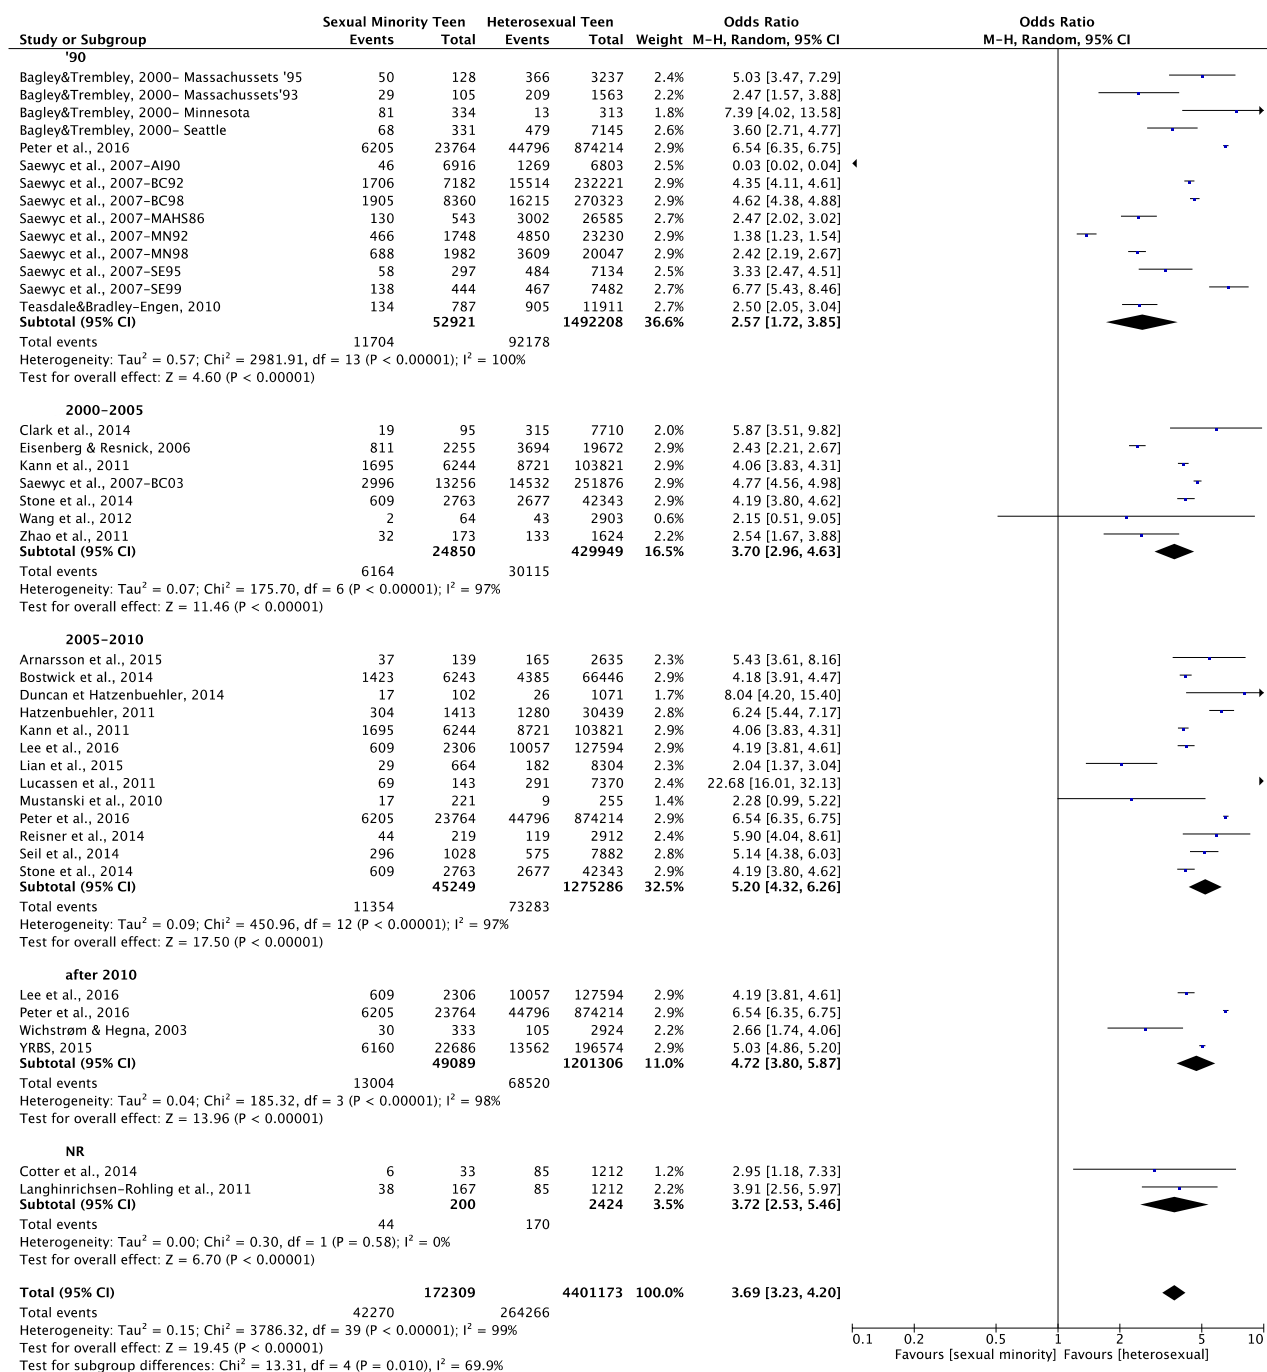 Sexual Minority Teen Heterosexual Teen Odds Ratio Odds Ratio
Study or Subgroup Events Total Events Total Weight M-H, Random, 95% CI M-H, Random, 95% CI
'90
Bagley&Trembley, 2000- Massachussets '95 50 128 366 3237 2.4% 5.03 [3.47, 7.29]
Bagley&Trembley, 2000- Massachussets'93 29 105 209 1563 2.2% 2.47 [1.57, 3.88]
Bagley&Trembley, 2000- Minnesota 81 334 13 313 1.8% 7.39 [4.02, 13.58]
Bagley&Trembley, 2000- Seattle 68 331 479 7145 2.6% 3.60 [2.71, 4.77]
Peter et al., 2016 6205 23764 44796 874214 2.9% 6.54 [6.35, 6.75]
Saewyc et al., 2007-AI90 46 6916 1269 6803 2.5% 0.03 [0.02, 0.04]
Saewyc et al., 2007-BC92 1706 7182 15514 232221 2.9% 4.35 [4.11, 4.61]
Saewyc et al., 2007-BC98 1905 8360 16215 270323 2.9% 4.62 [4.38, 4.88]
Saewyc et al., 2007-MAHS86 130 543 3002 26585 2.7% 2.47 [2.02, 3.02]
Saewyc et al., 2007-MN92 466 1748 4850 23230 2.9% 1.38 [1.23, 1.54]
Saewyc et al., 2007-MN98 688 1982 3609 20047 2.9% 2.42 [2.19, 2.67]
Saewyc et al., 2007-SE95 58 297 484 7134 2.5% 3.33 [2.47, 4.51]
Saewyc et al., 2007-SE99 138 444 467 7482 2.7% 6.77 [5.43, 8.46]
Teasdale&Bradley-Engen, 2010 134 787 905 11911 2.7% 2.50 [2.05, 3.04]
Subtotal (95% CI) 52921 1492208 36.6% 2.57 [1.72, 3.85]
Total events 11704 92178
Heterogeneity: Tau² = 0.57; Chi² = 2981.91, df = 13 (P < 0.00001); I² = 100%
Test for overall effect: Z = 4.60 (P < 0.00001)
2000-2005
Clark et al., 2014 19 95 315 7710 2.0% 5.87 [3.51, 9.82]
Eisenberg & Resnick, 2006 811 2255 3694 19672 2.9% 2.43 [2.21, 2.67]
Kann et al., 2011 1695 6244 8721 103821 2.9% 4.06 [3.83, 4.31]
Saewyc et al., 2007-BC03 2996 13256 14532 251876 2.9% 4.77 [4.56, 4.98]
Stone et al., 2014 609 2763 2677 42343 2.9% 4.19 [3.80, 4.62]
Wang et al., 2012 2 64 43 2903 0.6% 2.15 [0.51, 9.05]
Zhao et al., 2011 32 173 133 1624 2.2% 2.54 [1.67, 3.88]
Subtotal (95% CI) 24850 429949 16.5% 3.70 [2.96, 4.63]
Total events 6164 30115
Heterogeneity: Tau² = 0.07; Chi² = 175.70, df = 6 (P < 0.00001); I² = 97%
Test for overall effect: Z = 11.46 (P < 0.00001)
2005-2010
Arnarsson et al., 2015 37 139 165 2635 2.3% 5.43 [3.61, 8.16]
Bostwick et al., 2014 1423 6243 4385 66446 2.9% 4.18 [3.91, 4.47]
Duncan et Hatzenbuehler, 2014 17 102 26 1071 1.7% 8.04 [4.20, 15.40]
Hatzenbuehler, 2011 304 1413 1280 30439 2.8% 6.24 [5.44, 7.17]
Kann et al., 2011 1695 6244 8721 103821 2.9% 4.06 [3.83, 4.31]
Lee et al., 2016 609 2306 10057 127594 2.9% 4.19 [3.81, 4.61]
Lian et al., 2015 29 664 182 8304 2.3% 2.04 [1.37, 3.04]
Lucassen et al., 2011 69 143 291 7370 2.4% 22.68 [16.01, 32.13]
Mustanski et al., 2010 17 221 9 255 1.4% 2.28 [0.99, 5.22]
Peter et al., 2016 6205 23764 44796 874214 2.9% 6.54 [6.35, 6.75]
Reisner et al., 2014 44 219 119 2912 2.4% 5.90 [4.04, 8.61]
Seil et al., 2014 296 1028 575 7882 2.8% 5.14 [4.38, 6.03]
Stone et al., 2014 609 2763 2677 42343 2.9% 4.19 [3.80, 4.62]
Subtotal (95% CI) 45249 1275286 32.5% 5.20 [4.32, 6.26]
Total events 11354 73283
Heterogeneity: Tau² = 0.09; Chi² = 450.96, df = 12 (P < 0.00001); I² = 97%
Test for overall effect: Z = 17.50 (P < 0.00001)
after 2010
Lee et al., 2016 609 2306 10057 127594 2.9% 4.19 [3.81, 4.61]
Peter et al., 2016 6205 23764 44796 874214 2.9% 6.54 [6.35, 6.75]
Wichstrøm & Hegna, 2003 30 333 105 2924 2.2% 2.66 [1.74, 4.06]
YRBS, 2015 6160 22686 13562 196574 2.9% 5.03 [4.86, 5.20]
Subtotal (95% CI) 49089 1201306 11.0% 4.72 [3.80, 5.87]
Total events 13004 68520
Heterogeneity: Tau² = 0.04; Chi² = 185.32, df = 3 (P < 0.00001); I² = 98%
Test for overall effect: Z = 13.96 (P < 0.00001)
NR
Cotter et al., 2014 6 33 85 1212 1.2% 2.95 [1.18, 7.33]
Langhinrichsen-Rohling et al., 2011 38 167 85 1212 2.2% 3.91 [2.56, 5.97]
Subtotal (95% CI) 200 2424 3.5% 3.72 [2.53, 5.46]
Total events 44 170
Heterogeneity: Tau² = 0.00; Chi² = 0.30, df = 1 (P = 0.58); I² = 0%
Test for overall effect: Z = 6.70 (P < 0.00001)
Total (95% CI) 172309 4401173 100.0% 3.69 [3.23, 4.20]
Total events 42270 264266
Heterogeneity: Tau² = 0.15; Chi² = 3786.32, df = 39 (P < 0.00001); I² = 99%
Test for overall effect: Z = 19.45 (P < 0.00001)
Test for subgroup differences: Chi² = 13.31, df = 4 (P = 0.010), I² = 69.9%
0.1 0.2 0.5 1 2 5 10
Favours [sexual minority] Favours [heterosexual]